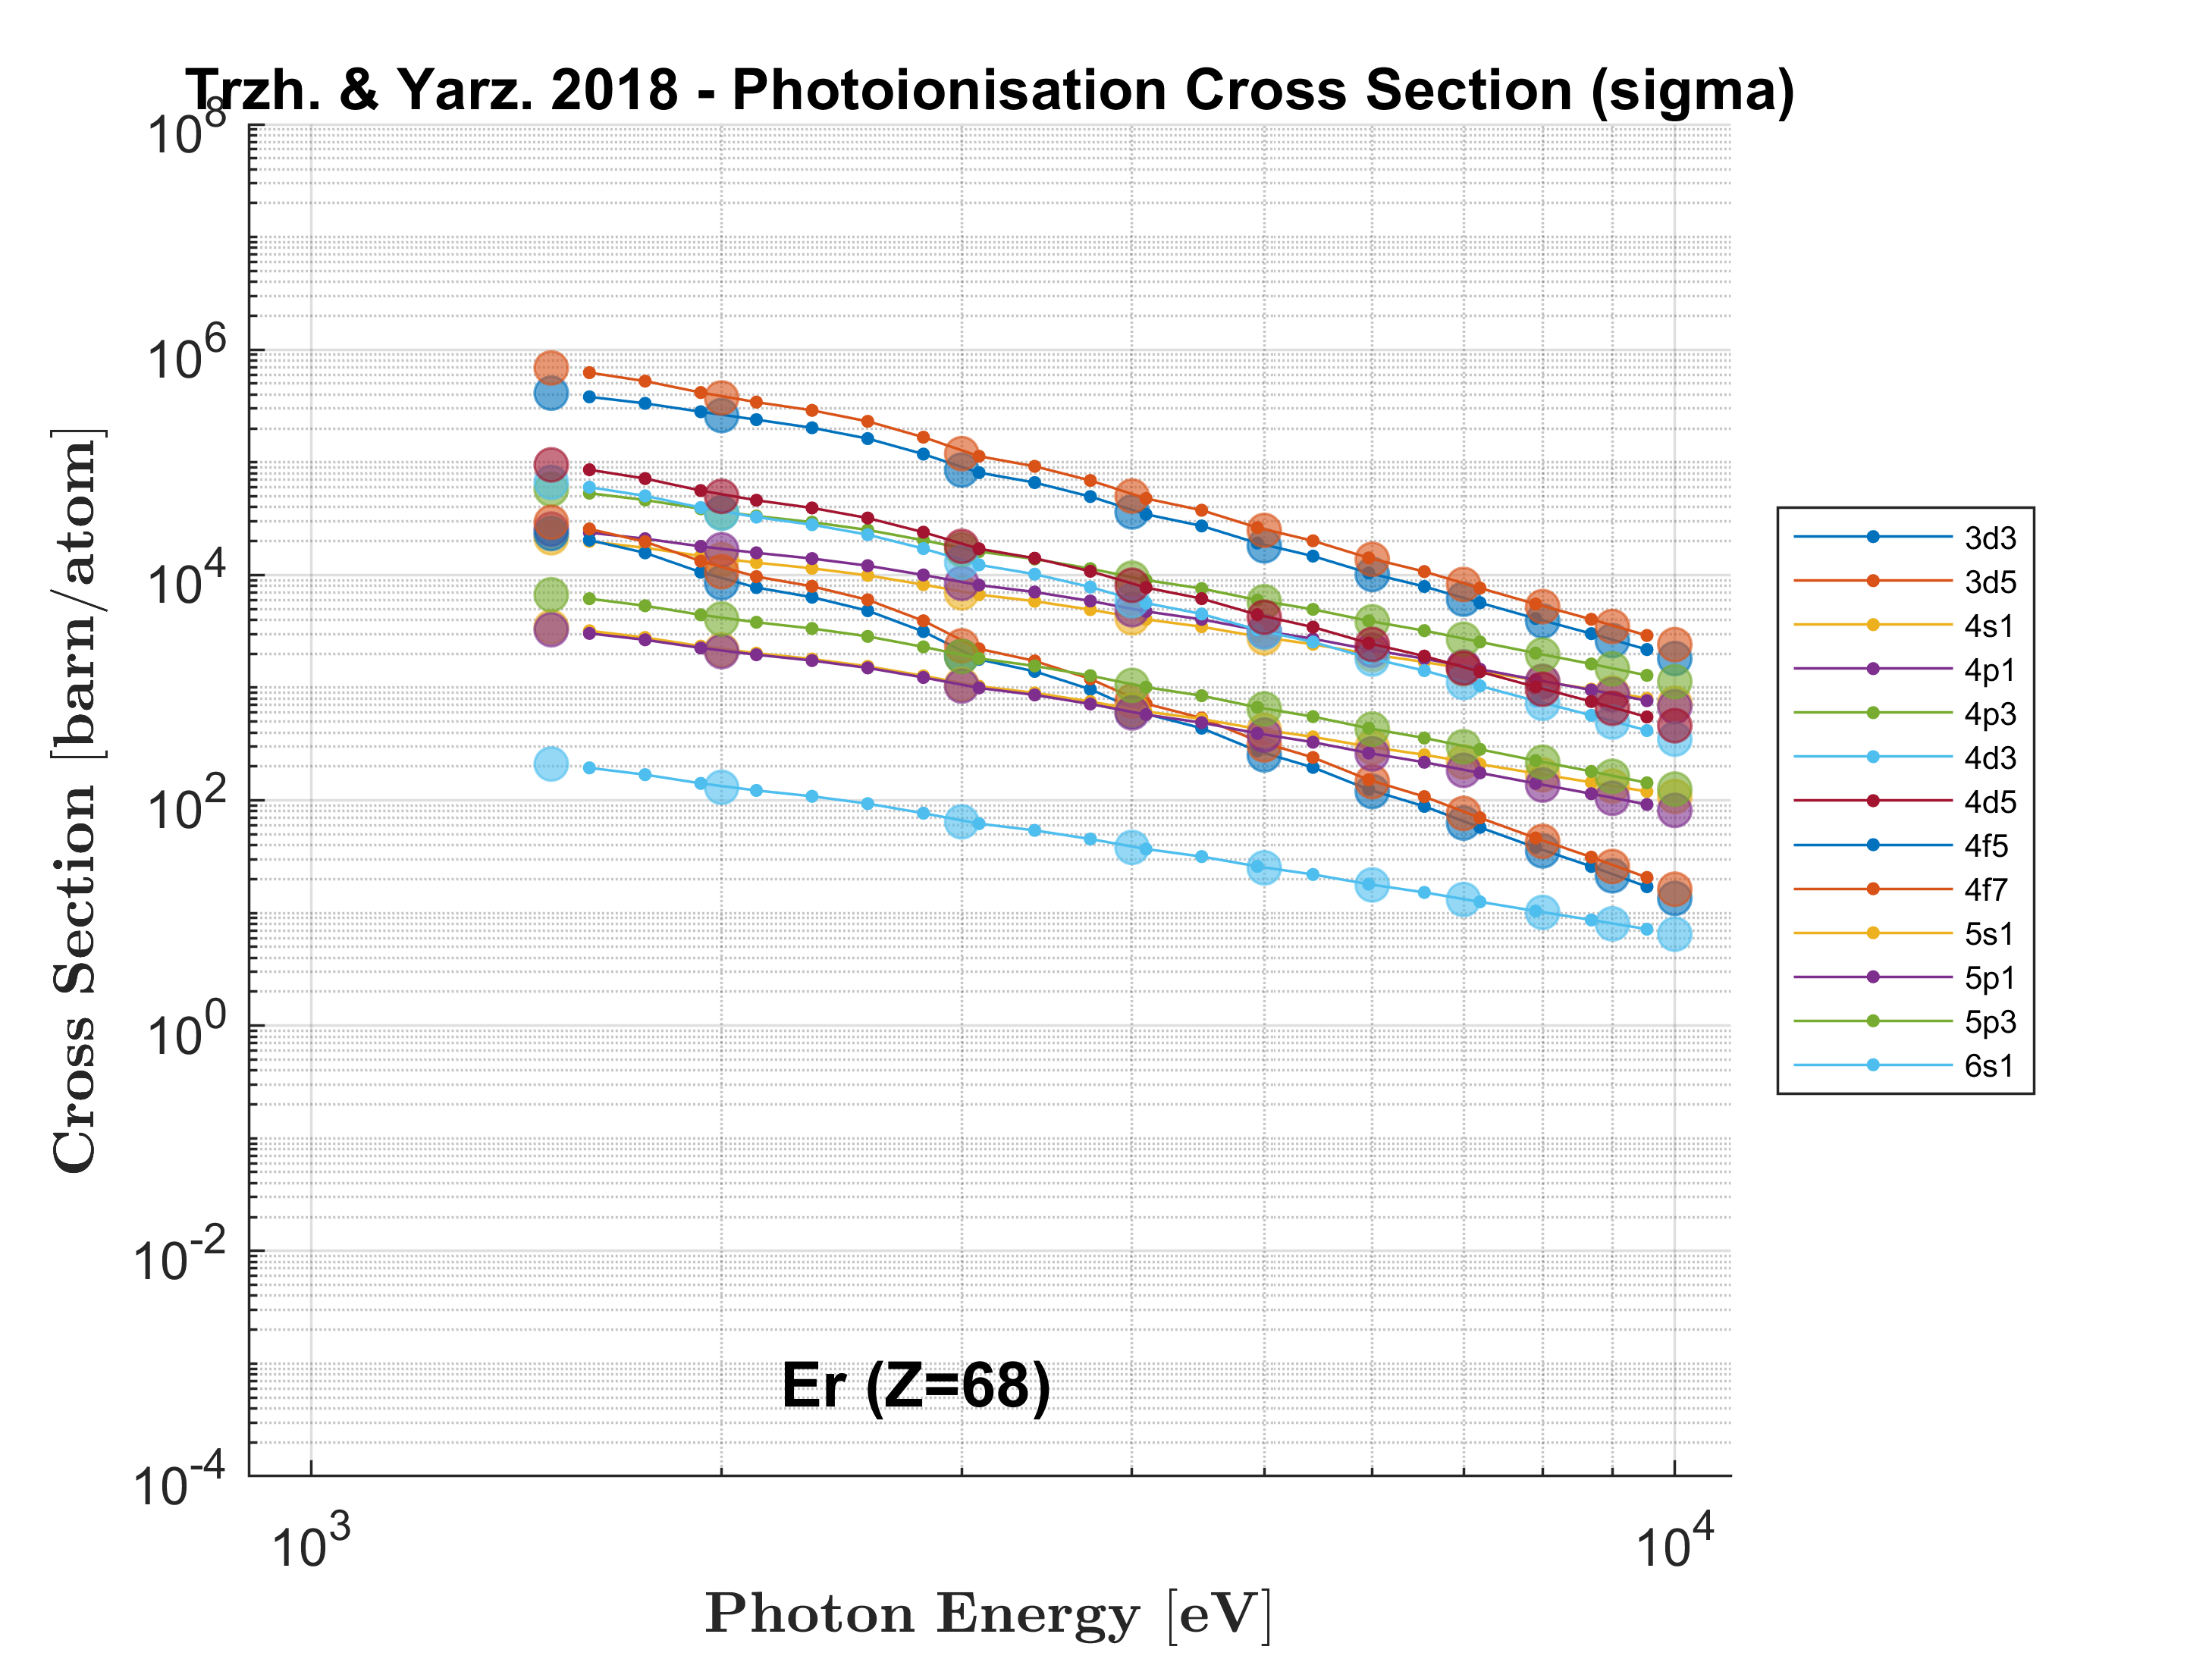 Trzh. & Yarz. 2018 - Photoionisation Cross Section (sigma)
10^8
10^6
10^4
10^2
10^0
10^-2
10^-4
Cross Section [barn/atom]
3d3
3d5
4s1
4p1
4p3
4d3
4d5
4f5
4f7
5s1
5p1
5p3
6s1
Er (Z=68)
10^3
10^4
Photon Energy [eV]